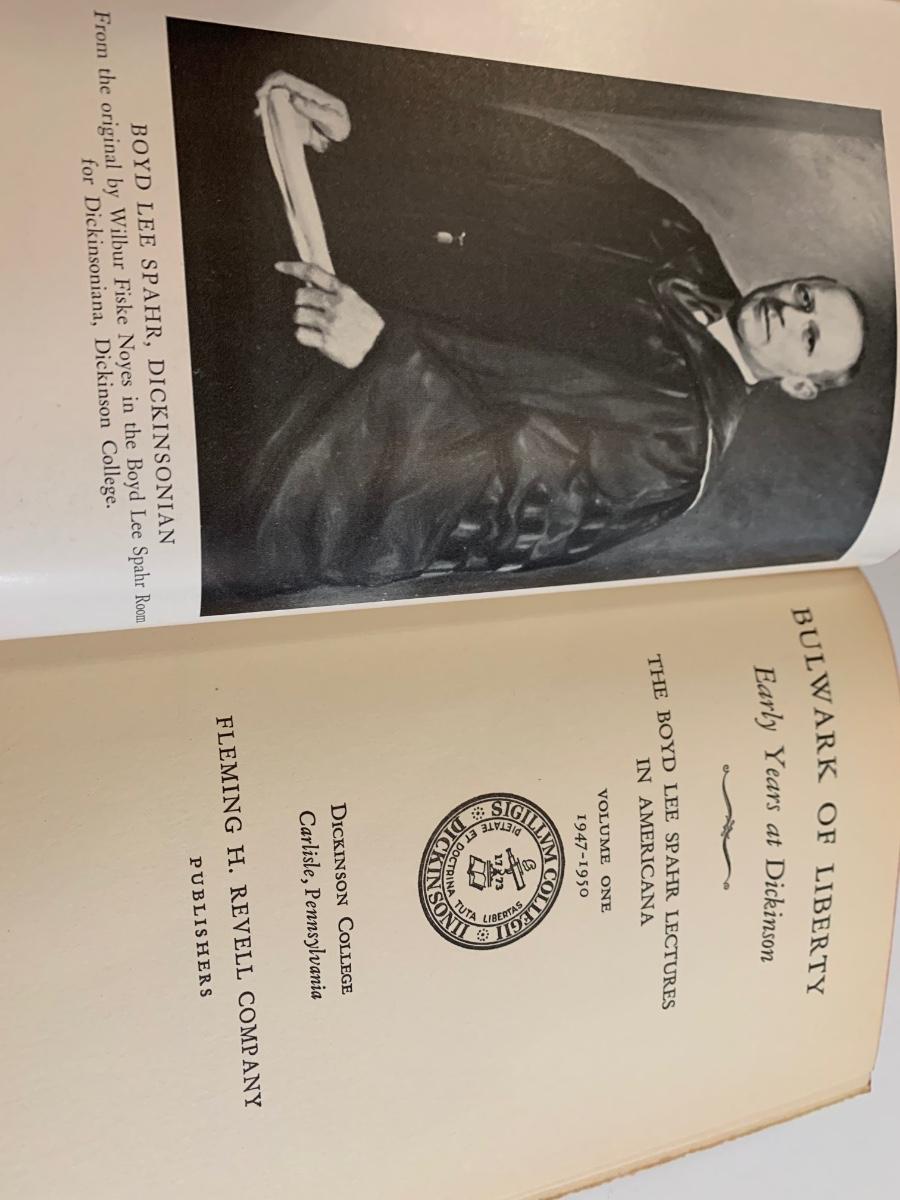 BOYD LEE SPAHR, DICKINSONIAN
From the original by Wilbur Fiske Noyes in the Boyd Lee Spahr Room
for Dickinsoniana, Dickinson College.
BULWARK OF LIBERTY
Early Years at Dickinson
THE BOYD LEE SPAHR LECTURES
IN AMERICANA
VOLUME ONE
1947-1950
SIGILLVM COLLEGII DICKINSONII
PIETATE ET DOCTRINA TUTA LIBERTAS
1773
DICKINSON COLLEGE
Carlisle, Pennsylvania
FLEMING H. REVELL COMPANY
PUBLISHERS